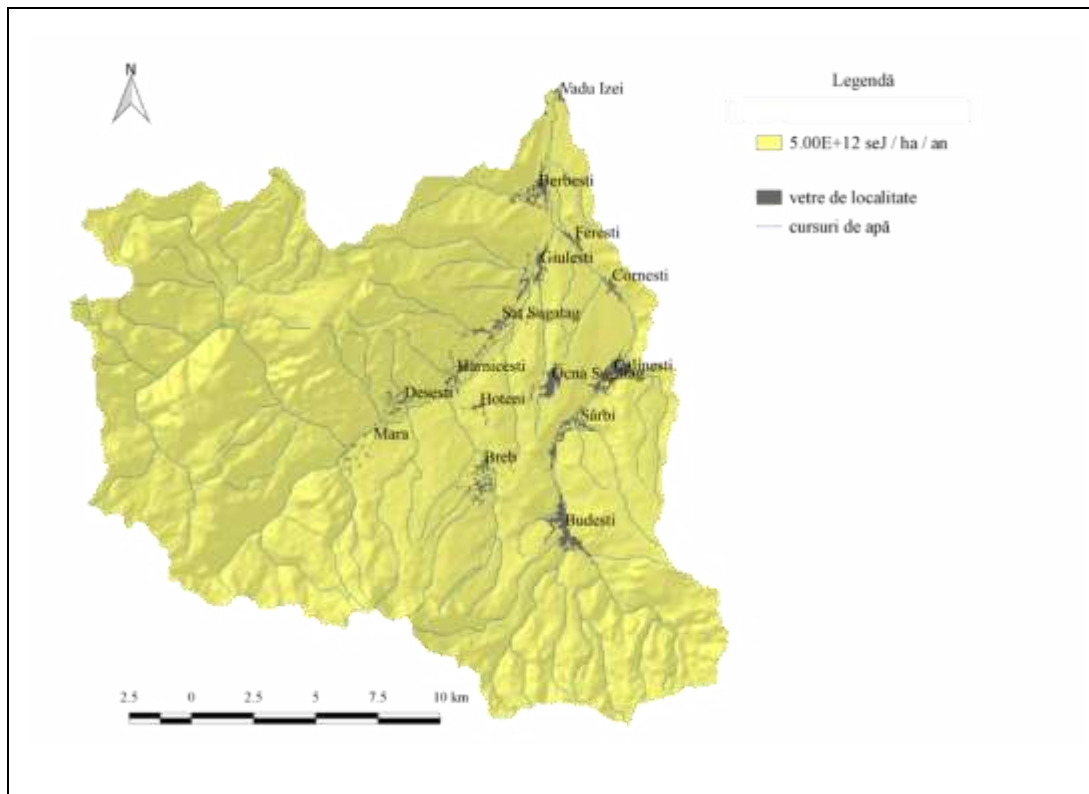 N
Vadu Izei
Legendă
5.00E+12 seJ / ha / an
Berbesti
vetre de localitate
cursuri de apă
Feresti
Giulesti
Cornesti
Sat Sugatag
Harnicesti
Calinesti
Ocna Sugatag
Desesti
Hoteni
Sârbi
Mara
Breb
Budesti
2.5 0 2.5 5 7.5 10 km